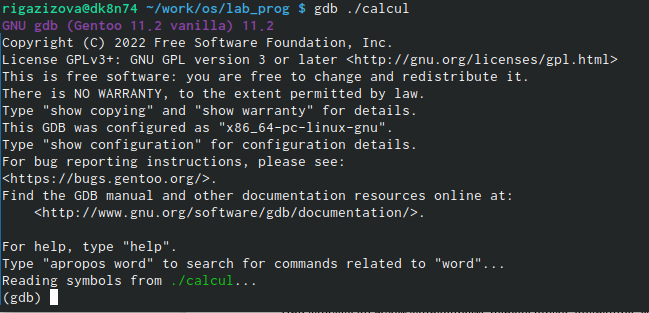 rigazizova@dk8n74 ~/work/os/lab_prog $ gdb ./calcul
GNU gdb (Gentoo 11.2 vanilla) 11.2
Copyright (C) 2022 Free Software Foundation, Inc.
License GPLv3+: GNU GPL version 3 or later <http://gnu.org/licenses/gpl.html>
This is free software: you are free to change and redistribute it.
There is NO WARRANTY, to the extent permitted by law.
Type "show copying" and "show warranty" for details.
This GDB was configured as "x86_64-pc-linux-gnu".
Type "show configuration" for configuration details.
For bug reporting instructions, please see:
<https://bugs.gentoo.org/>.
Find the GDB manual and other documentation resources online at:
    <http://www.gnu.org/software/gdb/documentation/>.

For help, type "help".
Type "apropos word" to search for commands related to "word"...
Reading symbols from ./calcul...
(gdb)